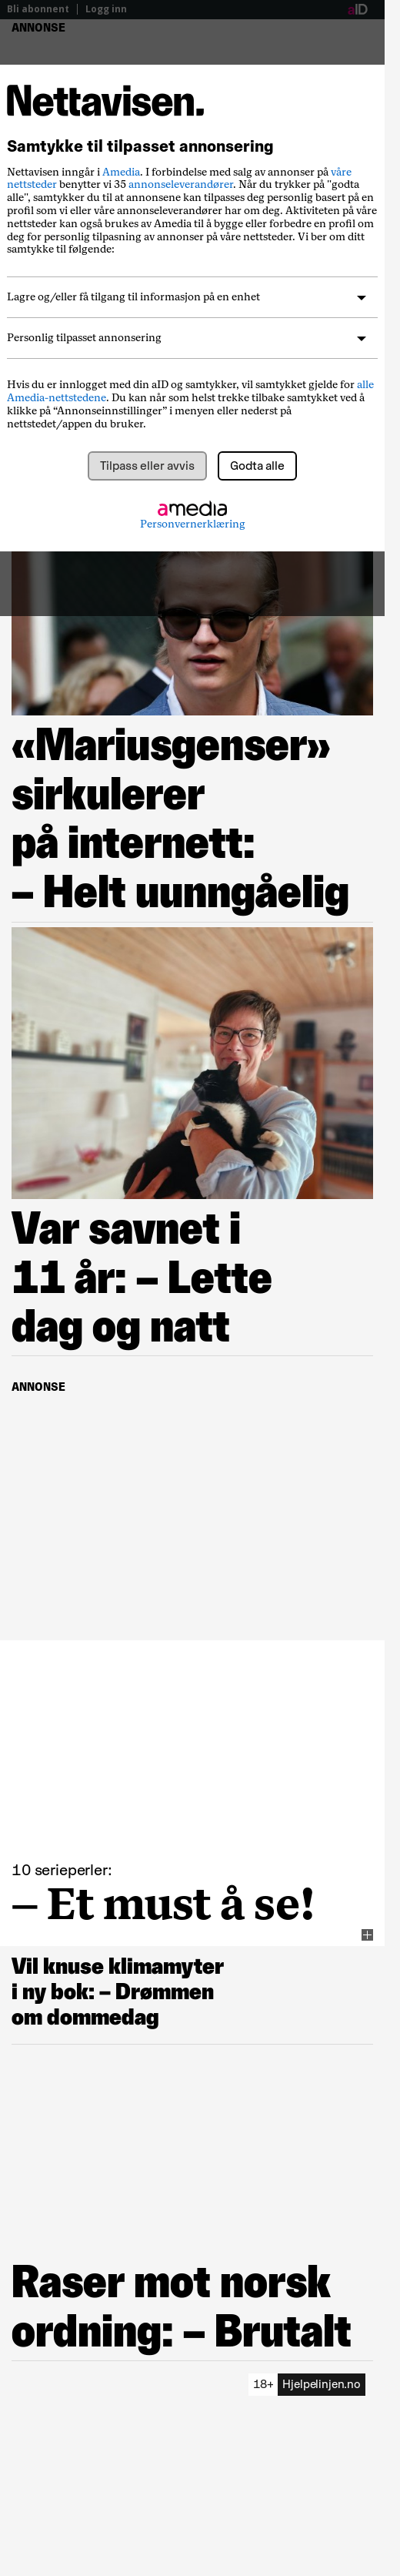 Bli abonnent | Logg inn
aID
ANNONSE
Nettavisen.
Samtykke til tilpasset annonsering
Nettavisen inngår i Amedia. I forbindelse med salg av annonser på våre
nettsteder benytter vi 35 annonseleverandører. Når du trykker på "godta
alle", samtykker du til at annonsene kan tilpasses deg personlig basert på en
profil som vi eller våre annonseleverandører har om deg. Aktiviteten på våre
nettsteder kan også brukes av Amedia til å bygge eller forbedre en profil om
deg for personlig tilpasning av annonser på våre nettsteder. Vi ber om ditt
samtykke til følgende:
Lagre og/eller få tilgang til informasjon på en enhet
Personlig tilpasset annonsering
Hvis du er innlogget med din aID og samtykker, vil samtykket gjelde for alle
Amedia-nettstedene. Du kan når som helst trekke tilbake samtykket ved å
klikke på “Annonseinnstillinger” i menyen eller nederst på
nettstedet/appen du bruker.
Tilpass eller avvis
Godta alle
amedia
Personvernerklæring
«Mariusgenser»
sirkulerer
på internett:
– Helt uunngåelig
Var savnet i
11 år: – Lette
dag og natt
ANNONSE
10 serieperler:
– Et must å se!
Vil knuse klimamyter
i ny bok: – Drømmen
om dommedag
Raser mot norsk
ordning: – Brutalt
18+ Hjelpelinjen.no